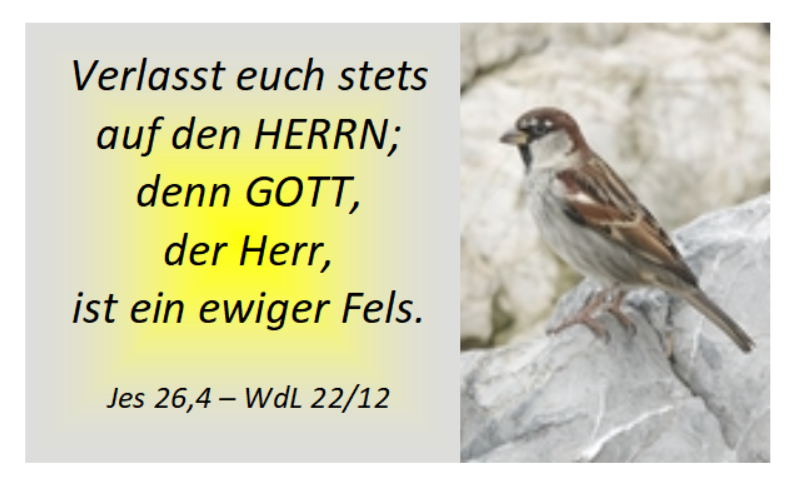 Verlasst euch stets
auf den HERRN;
denn GOTT,
der Herr,
ist ein ewiger Fels.
Jes 26,4 – WdL 22/12